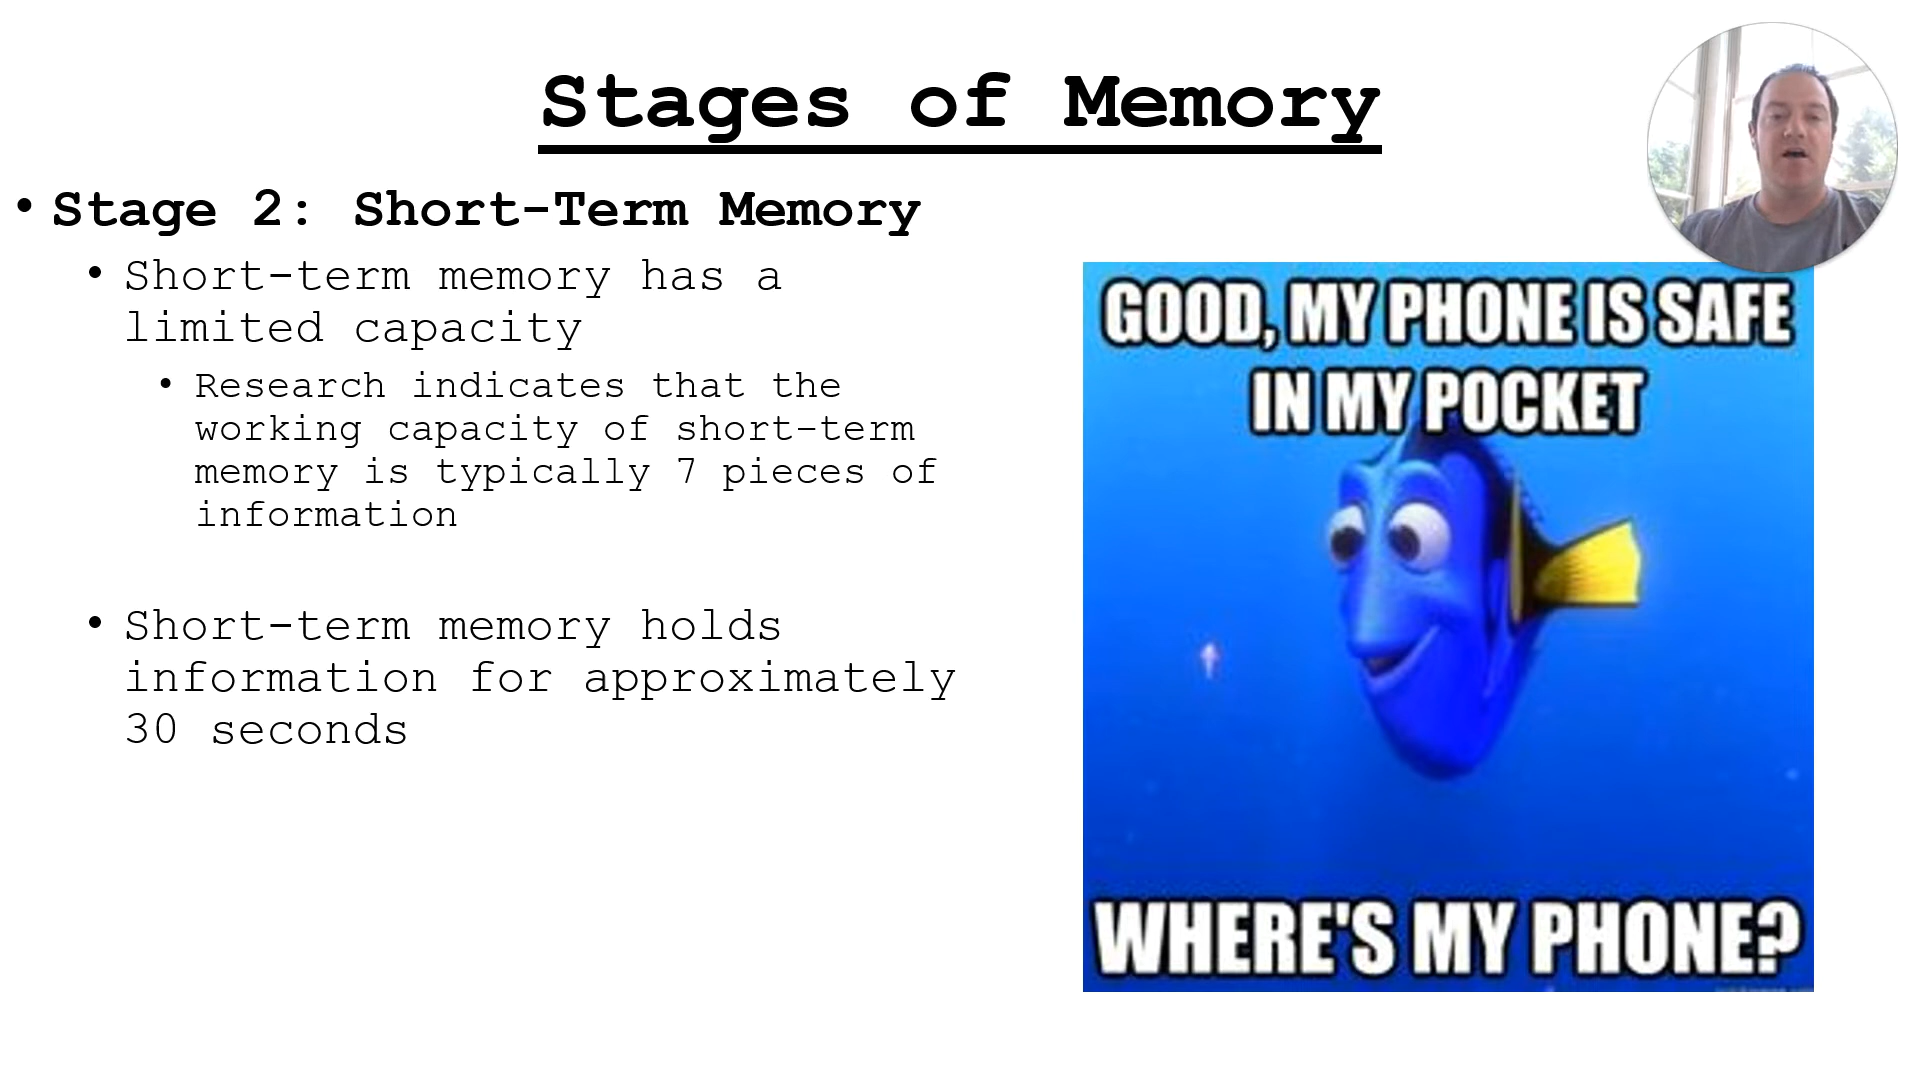 Stages of Memory
• Stage 2: Short-Term Memory
• Short-term memory has a
limited capacity
• Research indicates that the
working capacity of short-term
memory is typically 7 pieces of
information
• Short-term memory holds
information for approximately
30 seconds
GOOD, MY PHONE IS SAFE
IN MY POCKET
WHERE'S MY PHONE?